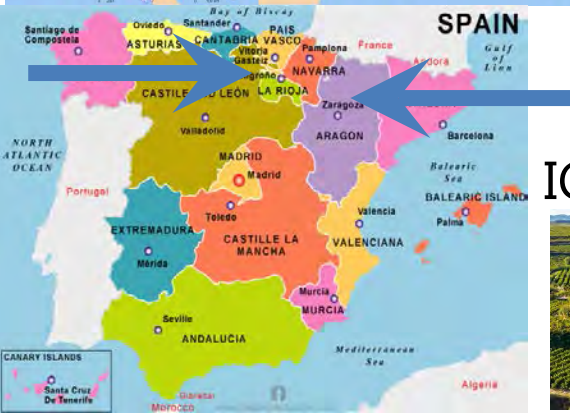 Bay of Biscay
SPAIN
Oviedo
Santander
Santiago de
Compostela
ASTURIAS
CANTABRIA
PAIS
VASCO
Vitoria
Gasteiz
Pamplona
NAVARRA
France
Gulf
of
Lion
Andorra
LA RIOJA
CASTILE
LEÓN
Zaragoza
ARAGON
Valladolid
Barcelona
NORTH
ATLANTIC
OCEAN
MADRID
Madrid
Balearic
Sea
Portugal
BALEARIC ISLAND
Palma
Toledo
Valencia
VALENCIANA
EXTREMADURA
CASTILLE LA
MANCHA
Mérida
Murcia
MURCIA
Seville
ANDALUCIA
Mediterranean
Sea
CANARY ISLANDS
Santa Cruz
De Tenerife
Gibraltar
Morocco
Algeria